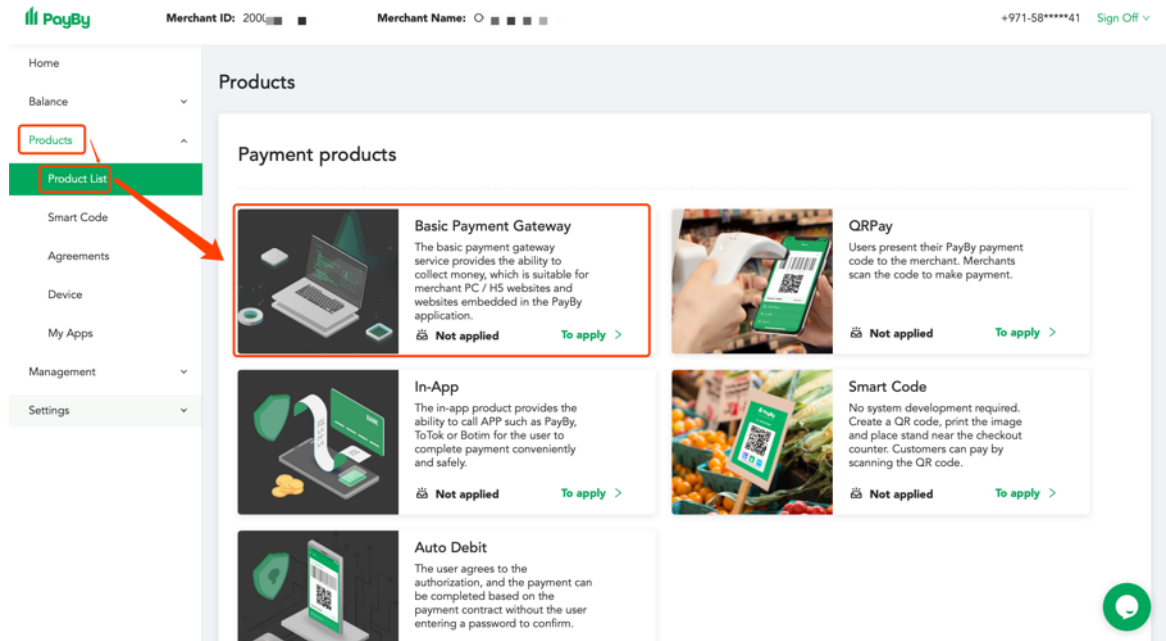 PayBy
Merchant ID: 200
Merchant Name: O
+971-58*****41
Sign Off
Home
Balance
Products
Product List
Smart Code
Agreements
Device
My Apps
Management
Settings
Products
Payment products
Basic Payment Gateway
The basic payment gateway
service provides the ability to
collect money, which is suitable for
merchant PC / H5 websites and
websites embedded in the PayBy
application.
Not applied
To apply >
QRPay
Users present their PayBy payment
code to the merchant. Merchants
scan the code to make payment.
Not applied
To apply >
In-App
The in-app product provides the
ability to call APP such as PayBy,
ToTok or Botim for the user to
complete payment conveniently
and safely.
Not applied
To apply >
BANK
Smart Code
No system development required.
Create a QR code, print the image
and place stand near the checkout
counter. Customers can pay by
scanning the QR code.
Not applied
To apply >
PayBy
Auto Debit
The user agrees to the
authorization, and the payment can
be completed based on the
payment contract without the user
entering a password to confirm.